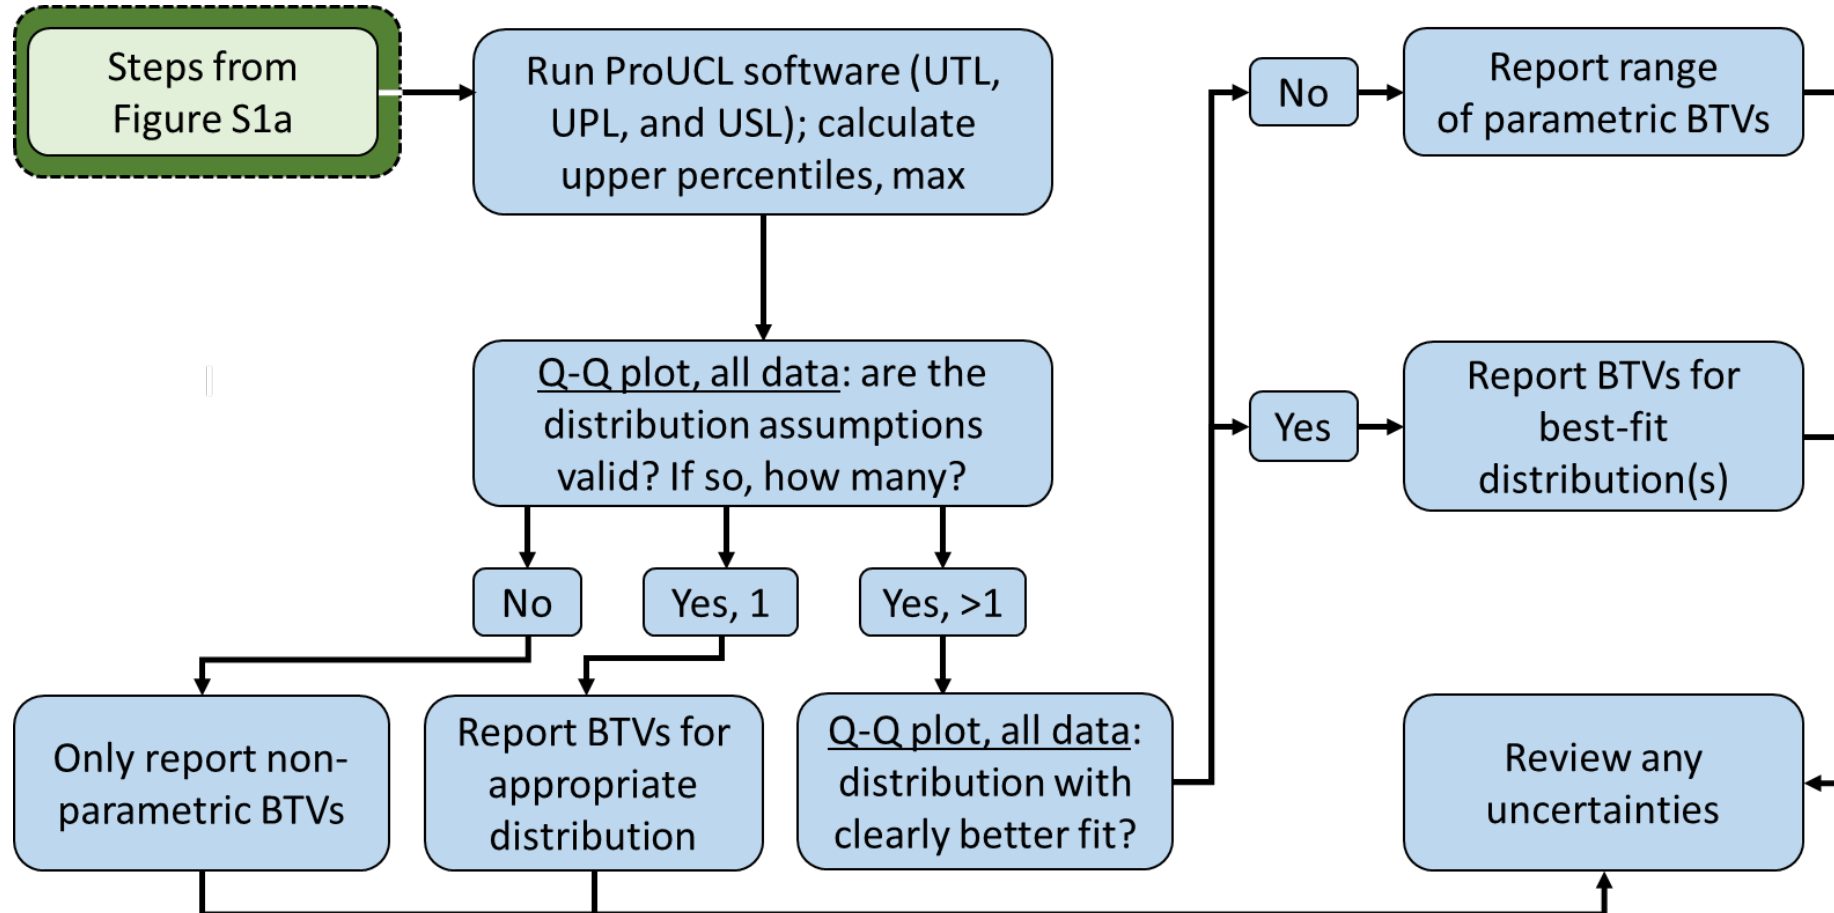 Steps from
Figure S1a
Run ProUCL software (UTL,
UPL, and USL); calculate
upper percentiles, max
Q-Q plot, all data: are the
distribution assumptions
valid? If so, how many?
No
Yes, 1
Yes, >1
Only report non-
parametric BTVs
Report BTVs for
appropriate
distribution
Q-Q plot, all data:
distribution with
clearly better fit?
No
Report range
of parametric BTVs
Yes
Report BTVs for
best-fit
distribution(s)
Review any
uncertainties